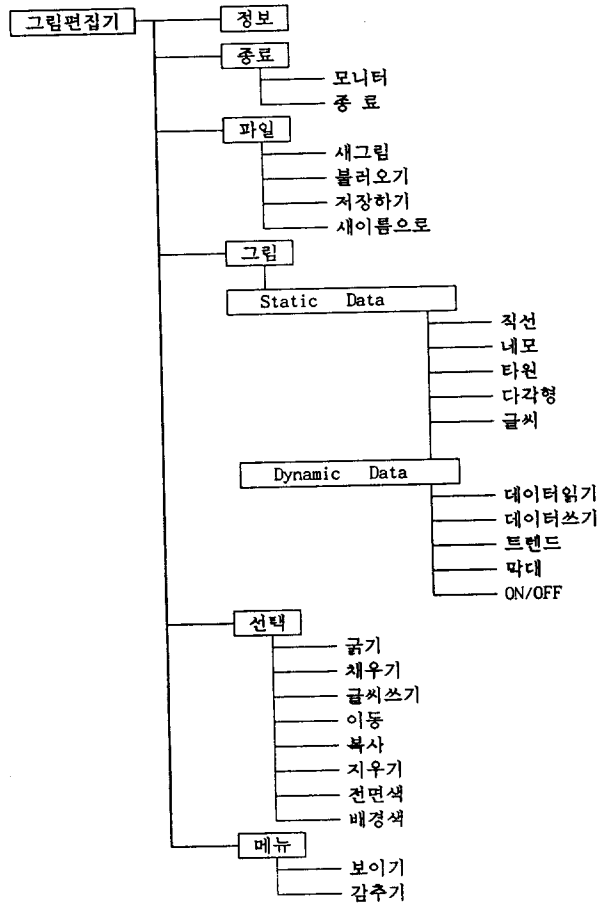 그림편집기
정보
종료
모니터
종 료
파일
새그림
불러오기
저장하기
새이름으로
그림
Static Data
직선
네모
타원
다각형
글씨
Dynamic Data
데이터읽기
데이터쓰기
트렌드
막대
ON/OFF
선택
굵기
채우기
글씨쓰기
이동
복사
지우기
전면색
배경색
메뉴
보이기
감추기